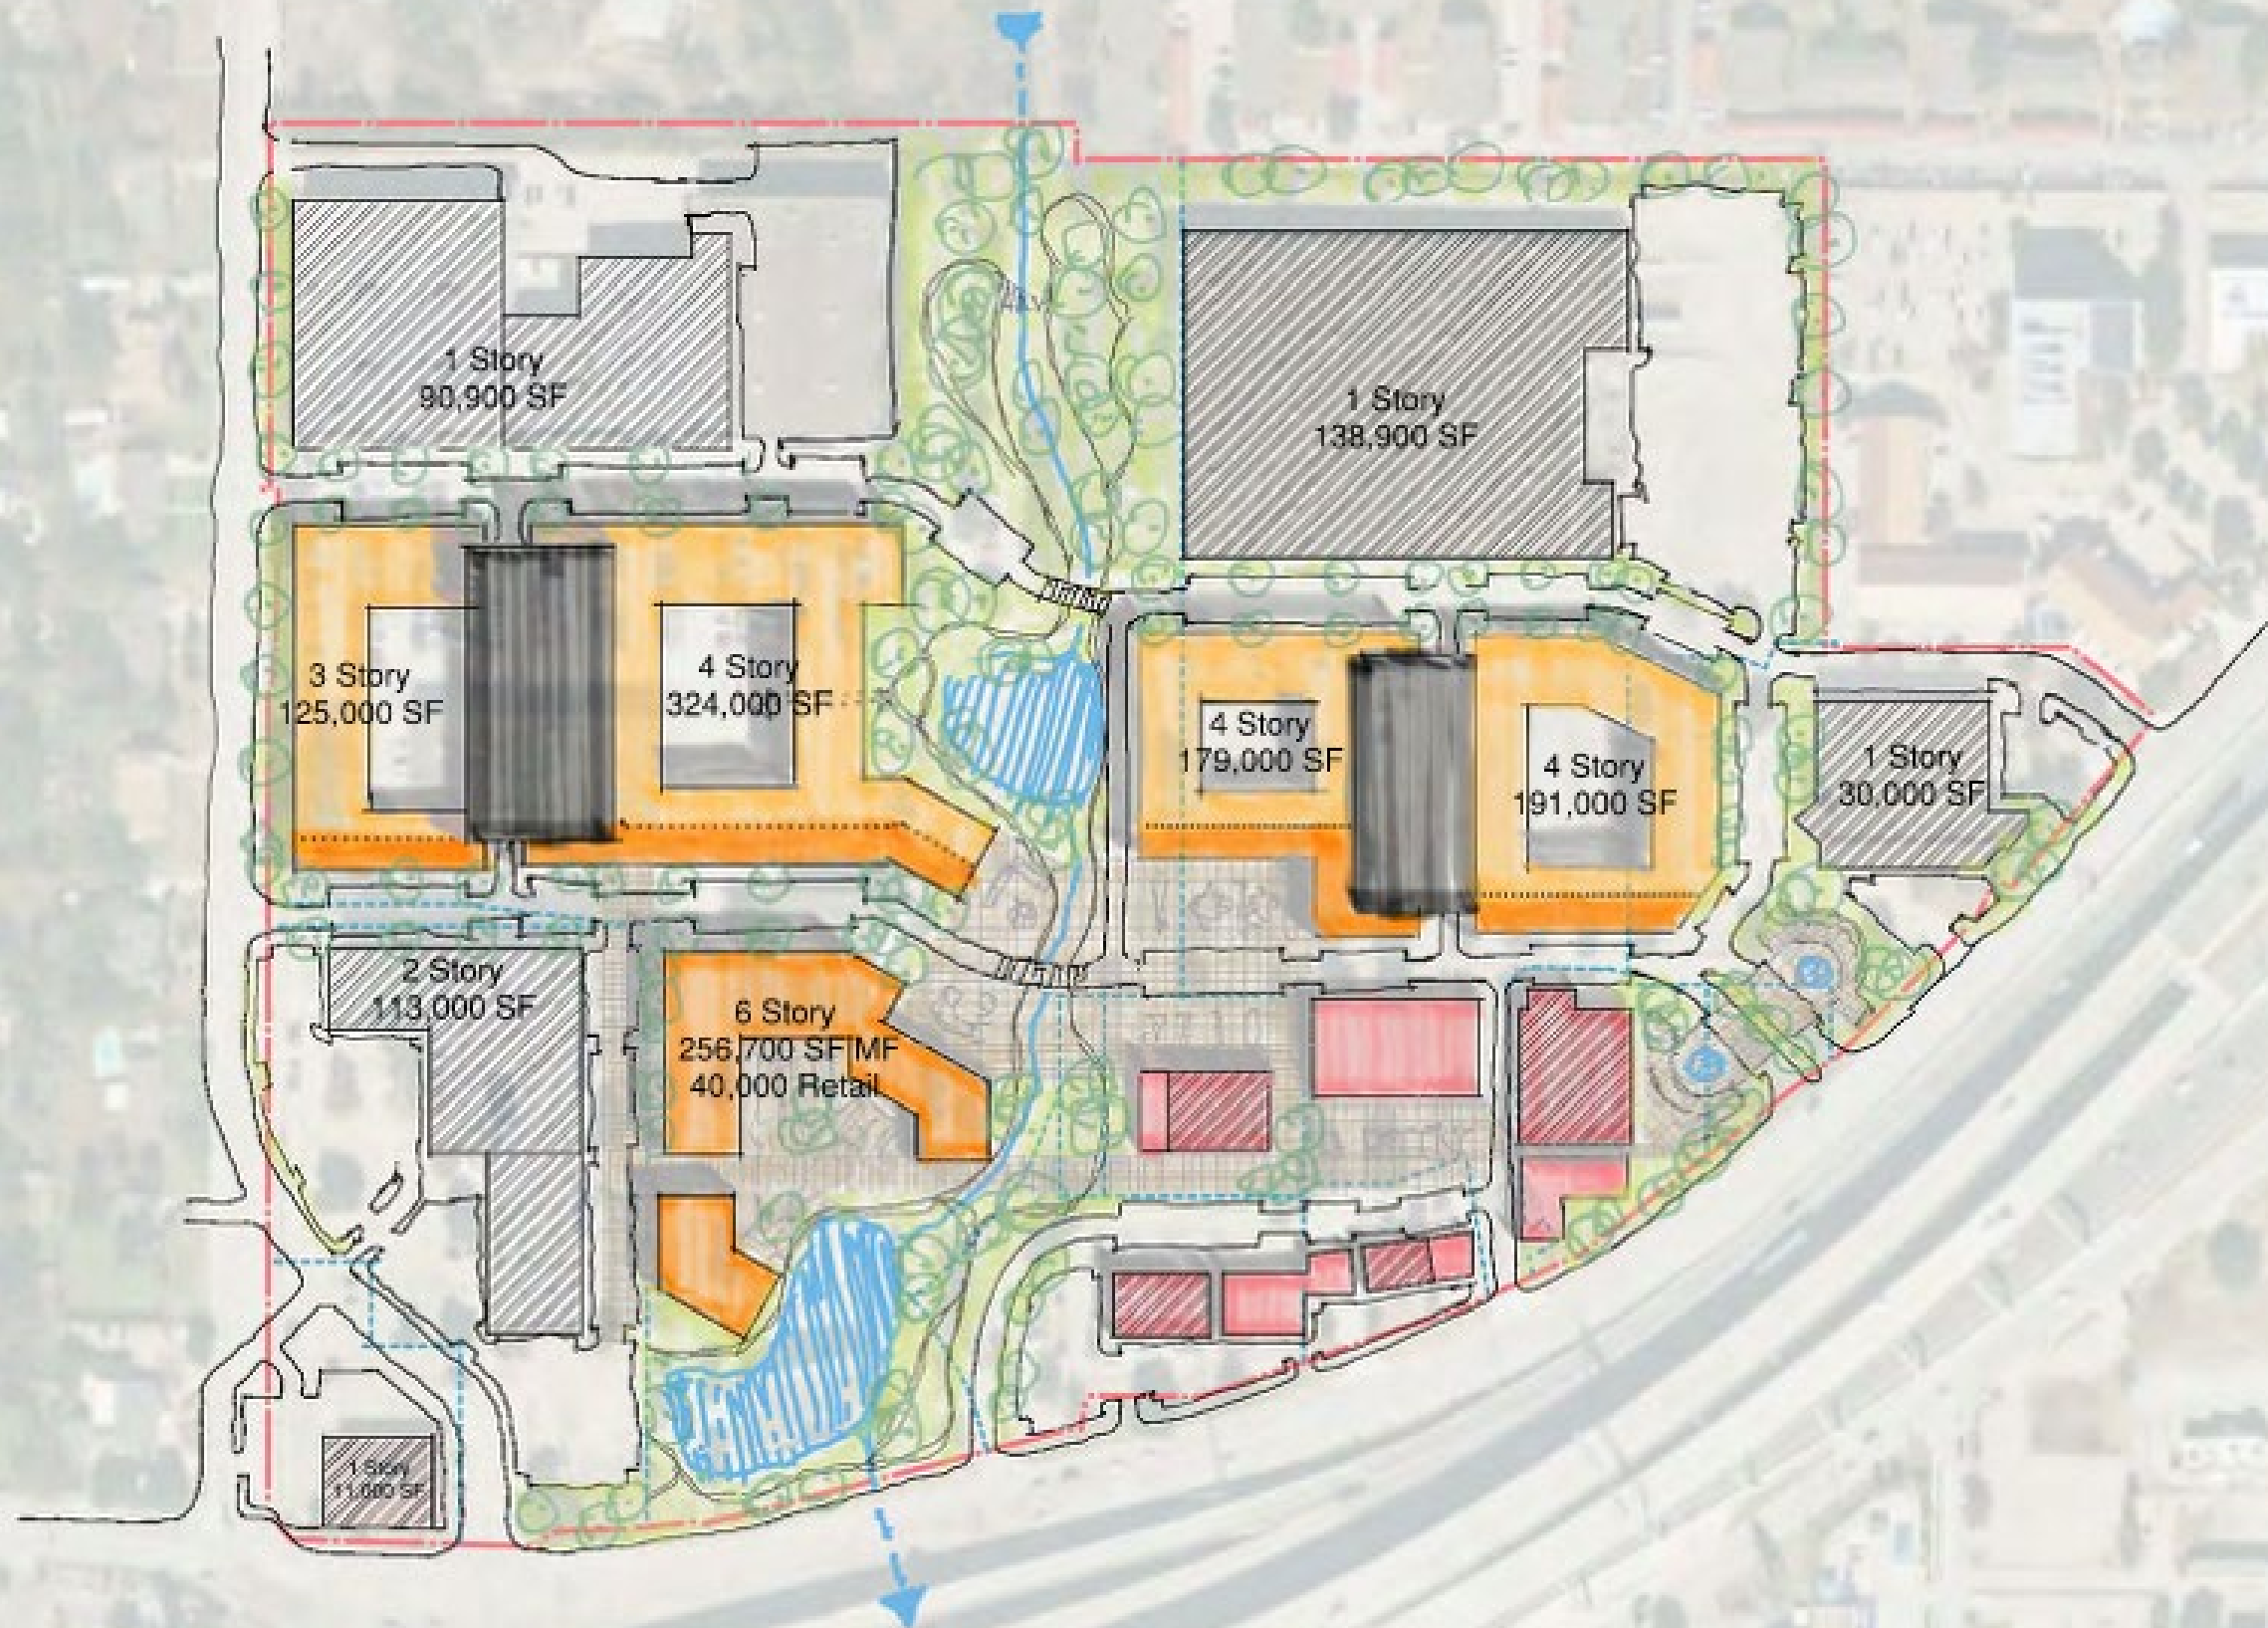 1 Story
90,900 SF
1 Story
138,900 SF
3 Story
125,000 SF
4 Story
324,000 SF
4 Story
179,000 SF
4 Story
191,000 SF
1 Story
30,000 SF
2 Story
113,000 SF
6 Story
256,700 SF MF
40,000 Retail
1 Story
11,000 SF